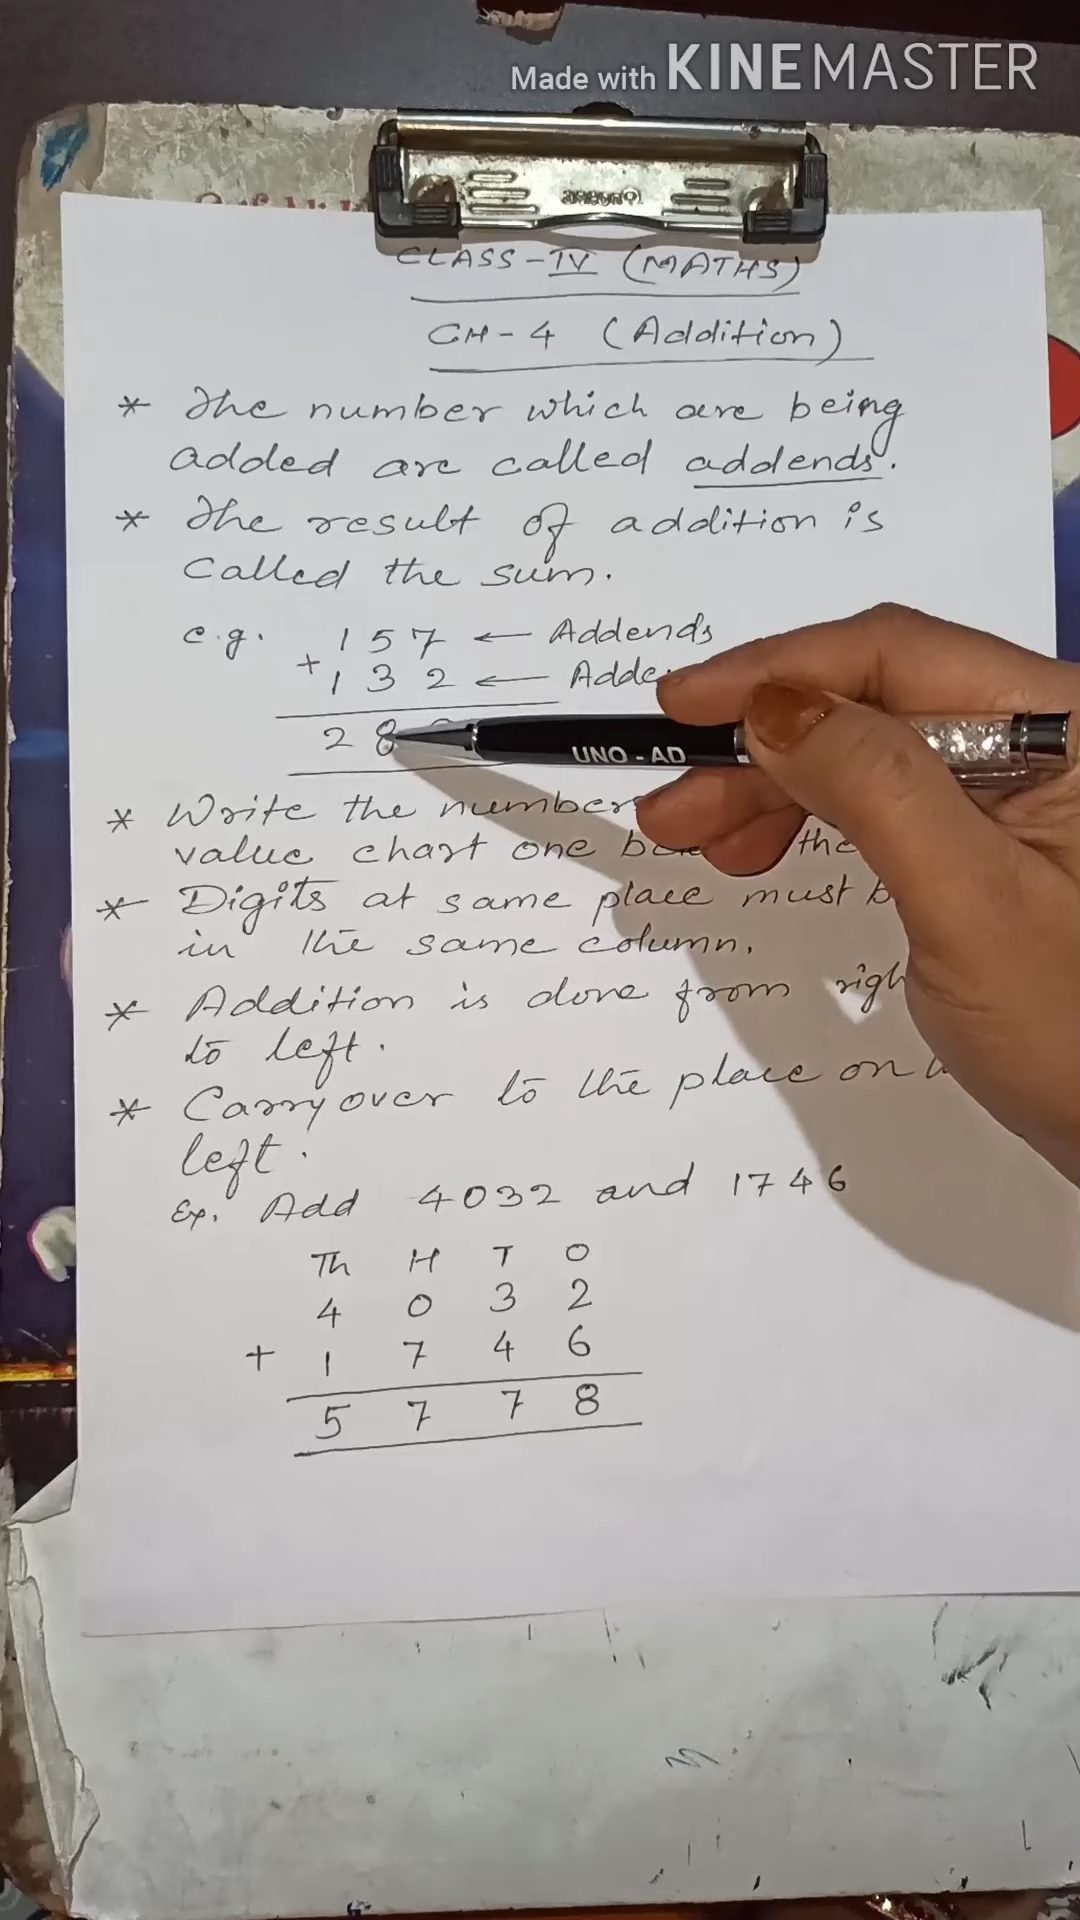 Made with KINEMASTER
CLASS-IV (MATHS)
CH-4 (Addition)
* The number which are being
added are called addends.
* The result of addition is
called the sum.
e.g. 157 ← Addends
+ 132 ←
28
UNO-AD
* Write the numbers
value chart one
* Digits at same place must
in the same column.
* Addition is done from
to left.
* Carry over to the place on
left.
Ex. Add 4032 and 1746
Th H T O
4 0 3 2
+ 1 7 4 6
5 7 7 8